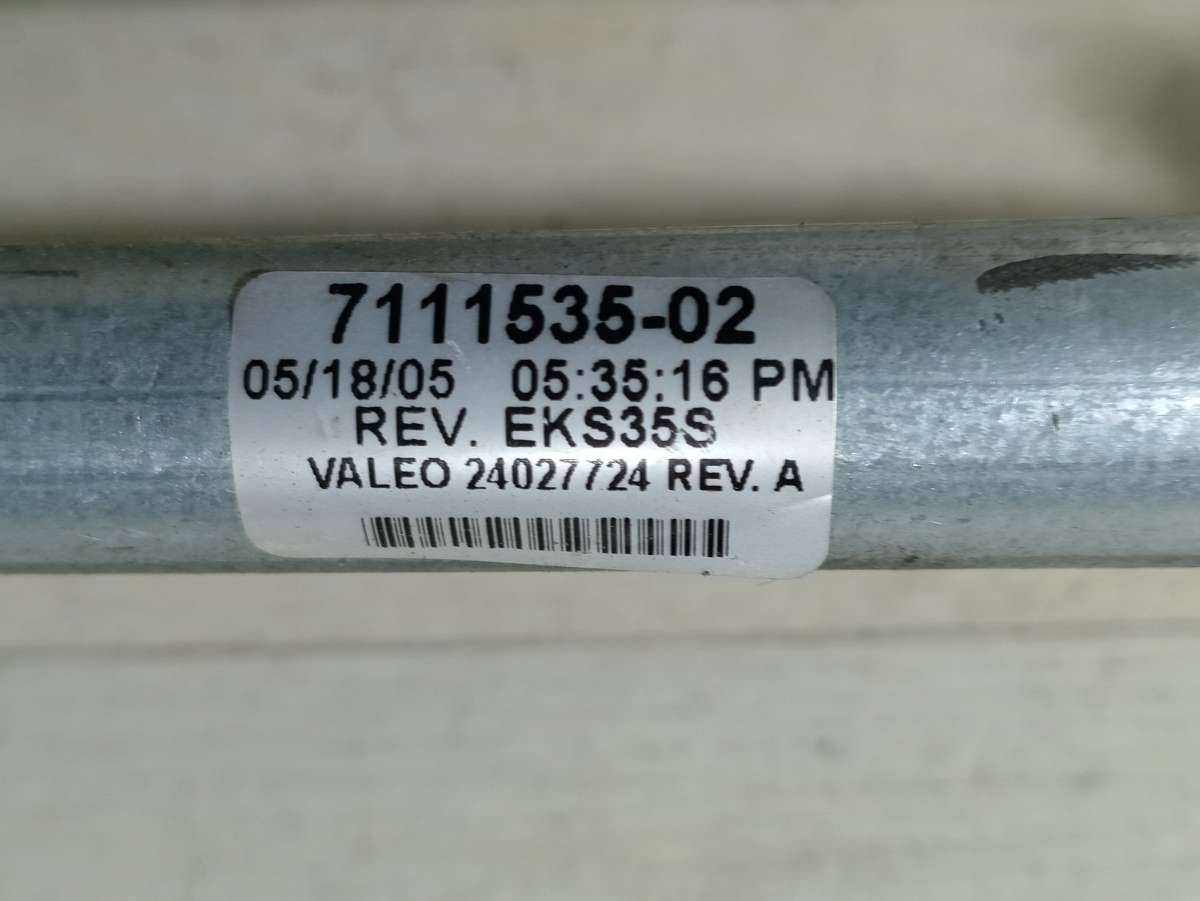 7111535-02
05/18/05 05:35:16 PM
REV. EKS35S
VALEO 24027724 REV. A